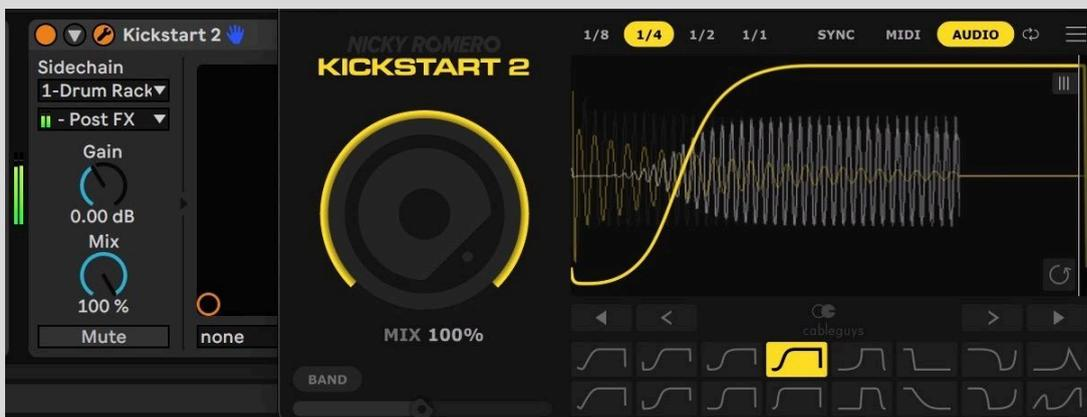 Kickstart 2
Sidechain
1-Drum Rack
- Post FX
Gain
0.00 dB
Mix
100 %
Mute
none
NICKY ROMERO
KICKSTART 2
MIX 100%
BAND
1/8 1/4 1/2 1/1 SYNC MIDI AUDIO
cableguys